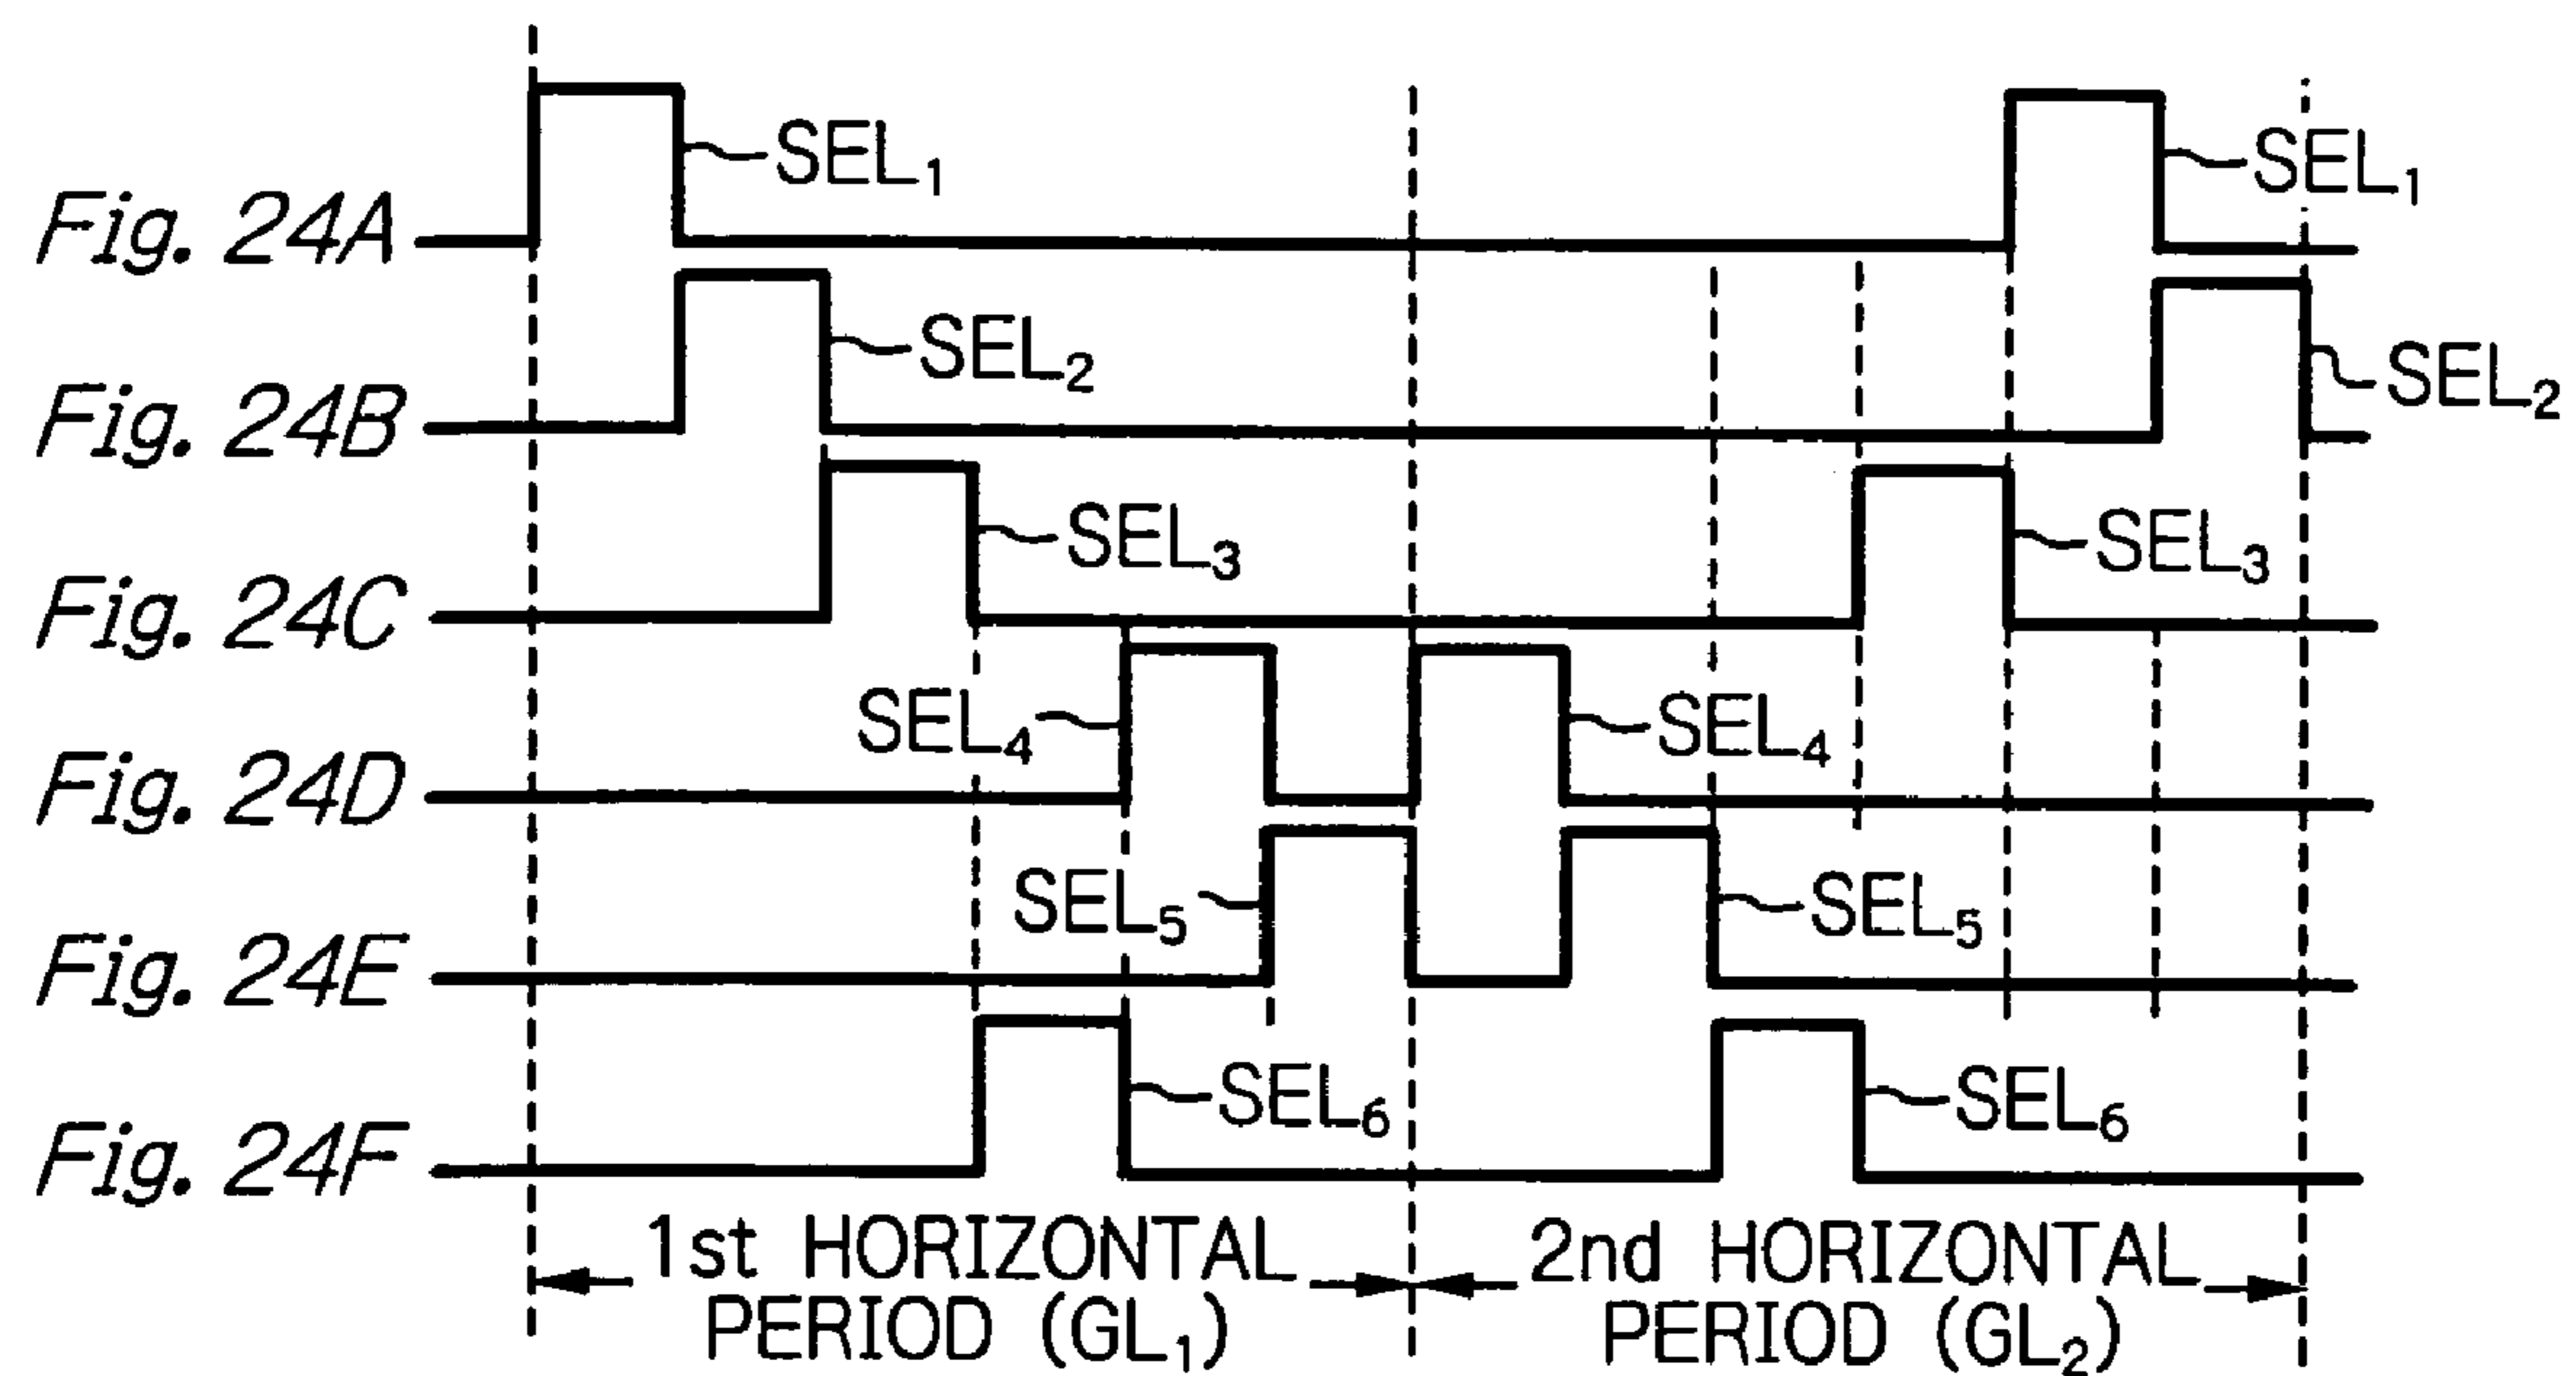 Fig. 24A
SEL1
SEL1
Fig. 24B
SEL2
SEL2
Fig. 24C
SEL3
SEL3
Fig. 24D
SEL4
SEL4
Fig. 24E
SEL5
SEL5
Fig. 24F
SEL6
SEL6
1st HORIZONTAL
PERIOD (GL1)
2nd HORIZONTAL
PERIOD (GL2)